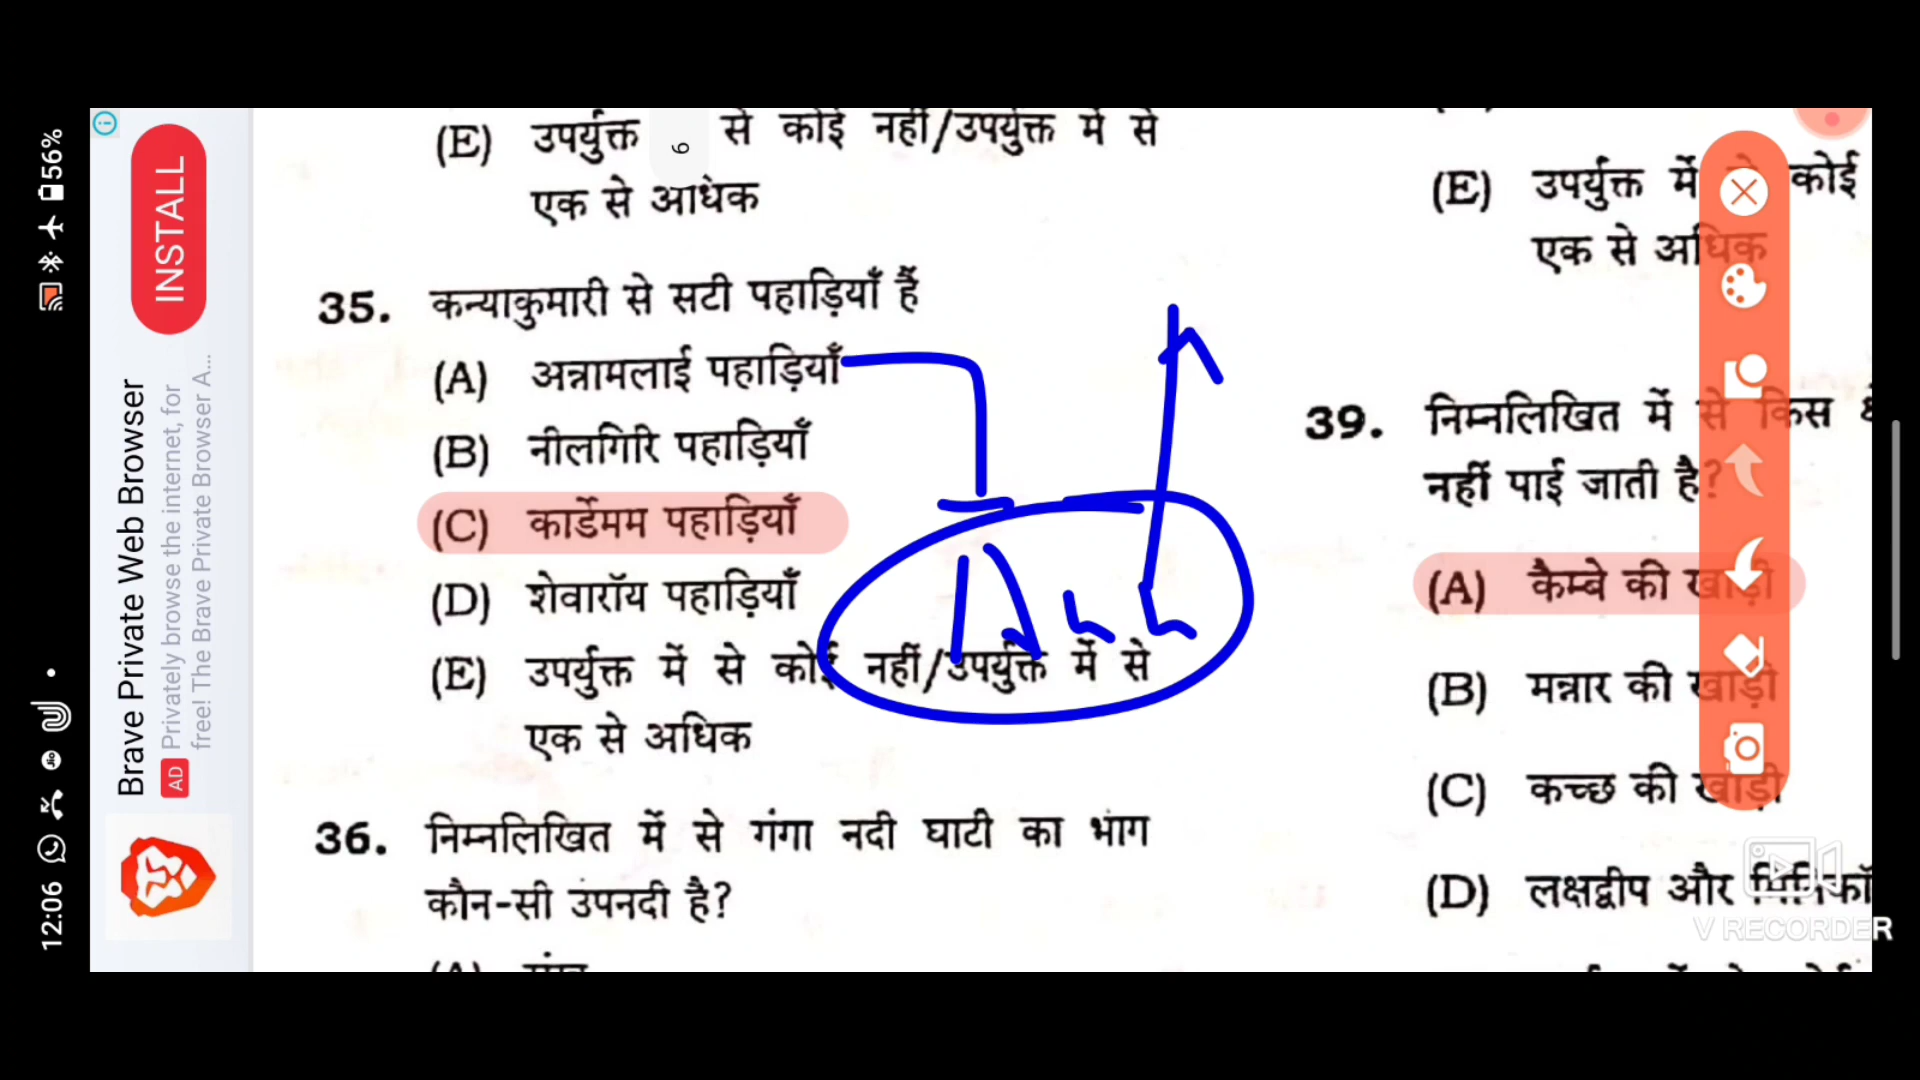 12:06
56%
INSTALL
Brave Private Web Browser
AD Privately browse the internet, for
free! The Brave Private Browser A...
6
(E) उपर्युक्त से कोई नहीं/उपर्युक्त में से
एक से अधिक
35. कन्याकुमारी से सटी पहाड़ियाँ हैं
(A) अन्नामलाई पहाड़ियाँ
(B) नीलगिरि पहाड़ियाँ
(C) कार्डेमम पहाड़ियाँ
(D) शेवारॉय पहाड़ियाँ
(E) उपर्युक्त में से कोई नहीं/उपर्युक्त में से
एक से अधिक
36. निम्नलिखित में से गंगा नदी घाटी का भाग
कौन-सी उपनदी है?
(E) उपर्युक्त में कोई
एक से अधिक
39. निम्नलिखित में से किस
नहीं पाई जाती है?
(A) कैम्बे की खाड़ी
(B) मन्नार की खाड़ी
(C) कच्छ की खाड़ी
(D) लक्षद्वीप और
V RECORDER